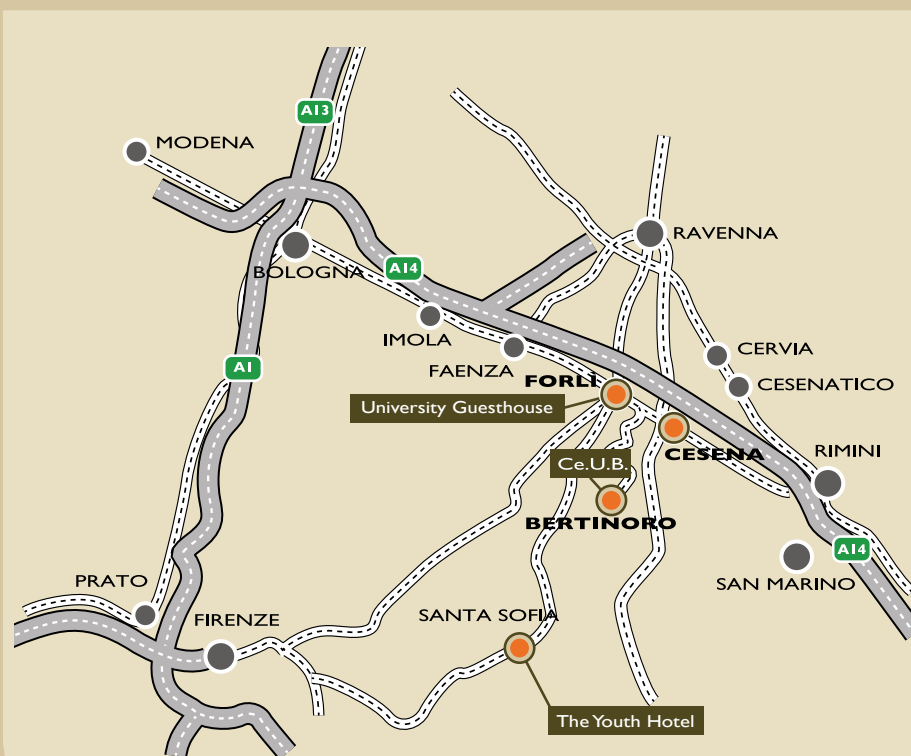 A13
MODENA
RAVENNA
BOLOGNA
A14
IMOLA
CERVIA
A1
FAENZA
FORLÌ
CESENATICO
University Guesthouse
CESENA
RIMINI
Ce.U.B.
BERTINORO
A14
PRATO
SAN MARINO
FIRENZE
SANTA SOFIA
The Youth Hotel